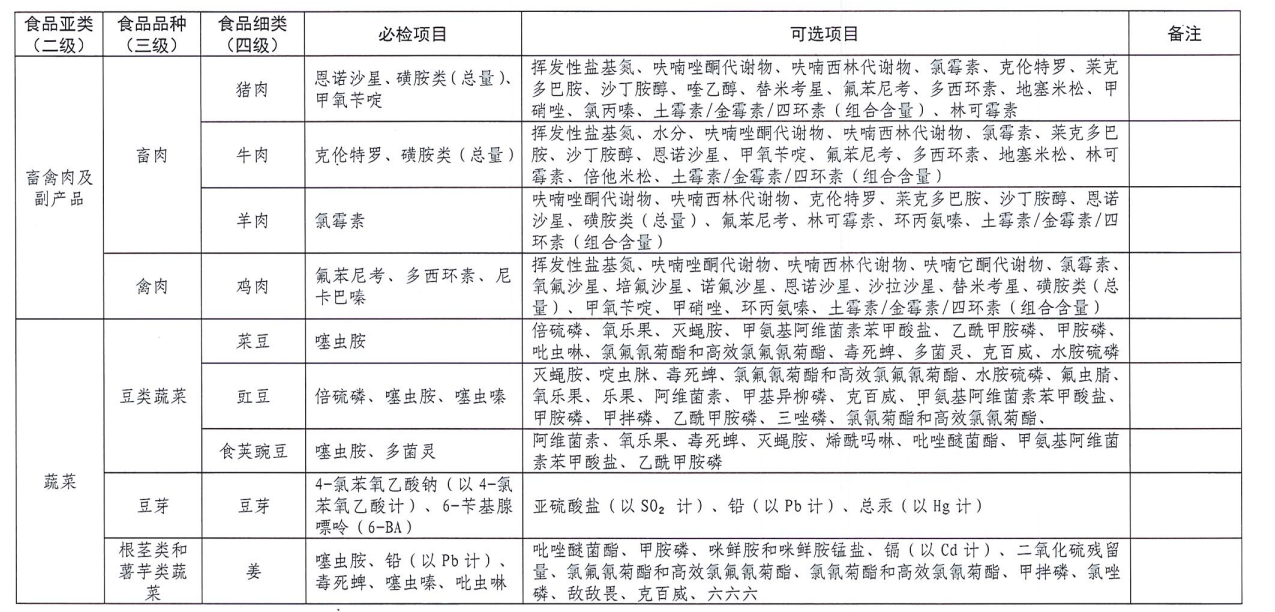 食品亚类 食品品种 食品细类 必检项目 可选项目 备注
（二级） （三级） （四级）
畜禽肉及
副产品
畜肉
猪肉
恩诺沙星、磺胺类（总量）、
甲氧苄啶
挥发性盐基氮、呋喃唑酮代谢物、呋喃西林代谢物、氯霉素、克伦特罗、莱克
多巴胺、沙丁胺醇、喹乙醇、替米考星、氟苯尼考、多西环素、地塞米松、甲
硝唑、氯丙嗪、土霉素/金霉素/四环素（组合含量）、林可霉素
牛肉
克伦特罗、磺胺类（总量）
挥发性盐基氮、水分、呋喃唑酮代谢物、呋喃西林代谢物、氯霉素、莱克多巴
胺、沙丁胺醇、恩诺沙星、甲氧苄啶、氟苯尼考、多西环素、地塞米松、林可
霉素、倍他米松、土霉素/金霉素/四环素（组合含量）
羊肉
氯霉素
呋喃唑酮代谢物、呋喃西林代谢物、克伦特罗、莱克多巴胺、沙丁胺醇、恩诺
沙星、磺胺类（总量）、氟苯尼考、林可霉素、环丙氨嗪、土霉素/金霉素/四
环素（组合含量）
禽肉
鸡肉
氟苯尼考、多西环素、尼
卡巴嗪
挥发性盐基氮、呋喃唑酮代谢物、呋喃西林代谢物、呋喃它酮代谢物、氯霉素、
氧氟沙星、培氟沙星、诺氟沙星、恩诺沙星、沙拉沙星、替米考星、磺胺类（总
量）、甲氧苄啶、甲硝唑、环丙氨嗪、土霉素/金霉素/四环素（组合含量）
蔬菜
豆类蔬菜
菜豆
噻虫胺
倍硫磷、氧乐果、灭蝇胺、甲氨基阿维菌素苯甲酸盐、乙酰甲胺磷、甲胺磷、
吡虫啉、氯氟氰菊酯和高效氯氟氰菊酯、毒死蜱、多菌灵、克百威、水胺硫磷
豇豆
倍硫磷、噻虫胺、噻虫嗪
灭蝇胺、啶虫脒、毒死蜱、氯氟氰菊酯和高效氯氟氰菊酯、水胺硫磷、氟虫腈、
氧乐果、乐果、阿维菌素、甲基异柳磷、克百威、甲氨基阿维菌素苯甲酸盐、
甲胺磷、甲拌磷、乙酰甲胺磷、三唑磷、氯氰菊酯和高效氯氰菊酯、
食荚豌豆
噻虫胺、多菌灵
阿维菌素、氧乐果、毒死蜱、灭蝇胺、烯酰吗啉、吡唑醚菌酯、甲氨基阿维菌
素苯甲酸盐、乙酰甲胺磷
豆芽
豆芽
4-氯苯氧乙酸钠（以4-氯
苯氧乙酸计）、6-苄基腺
嘌呤（6-BA）
亚硫酸盐（以SO₂ 计）、铅（以Pb计）、总汞（以Hg计）
根茎类和
薯芋类蔬
菜
姜
噻虫胺、铅（以Pb计）、
毒死蜱、噻虫嗪、吡虫啉
吡唑醚菌酯、甲胺磷、咪鲜胺和咪鲜胺锰盐、镉（以Cd计）、二氧化硫残留
量、氯氟氰菊酯和高效氯氟氰菊酯、氯氰菊酯和高效氯氰菊酯、甲拌磷、氯唑
磷、敌敌畏、克百威、六六六